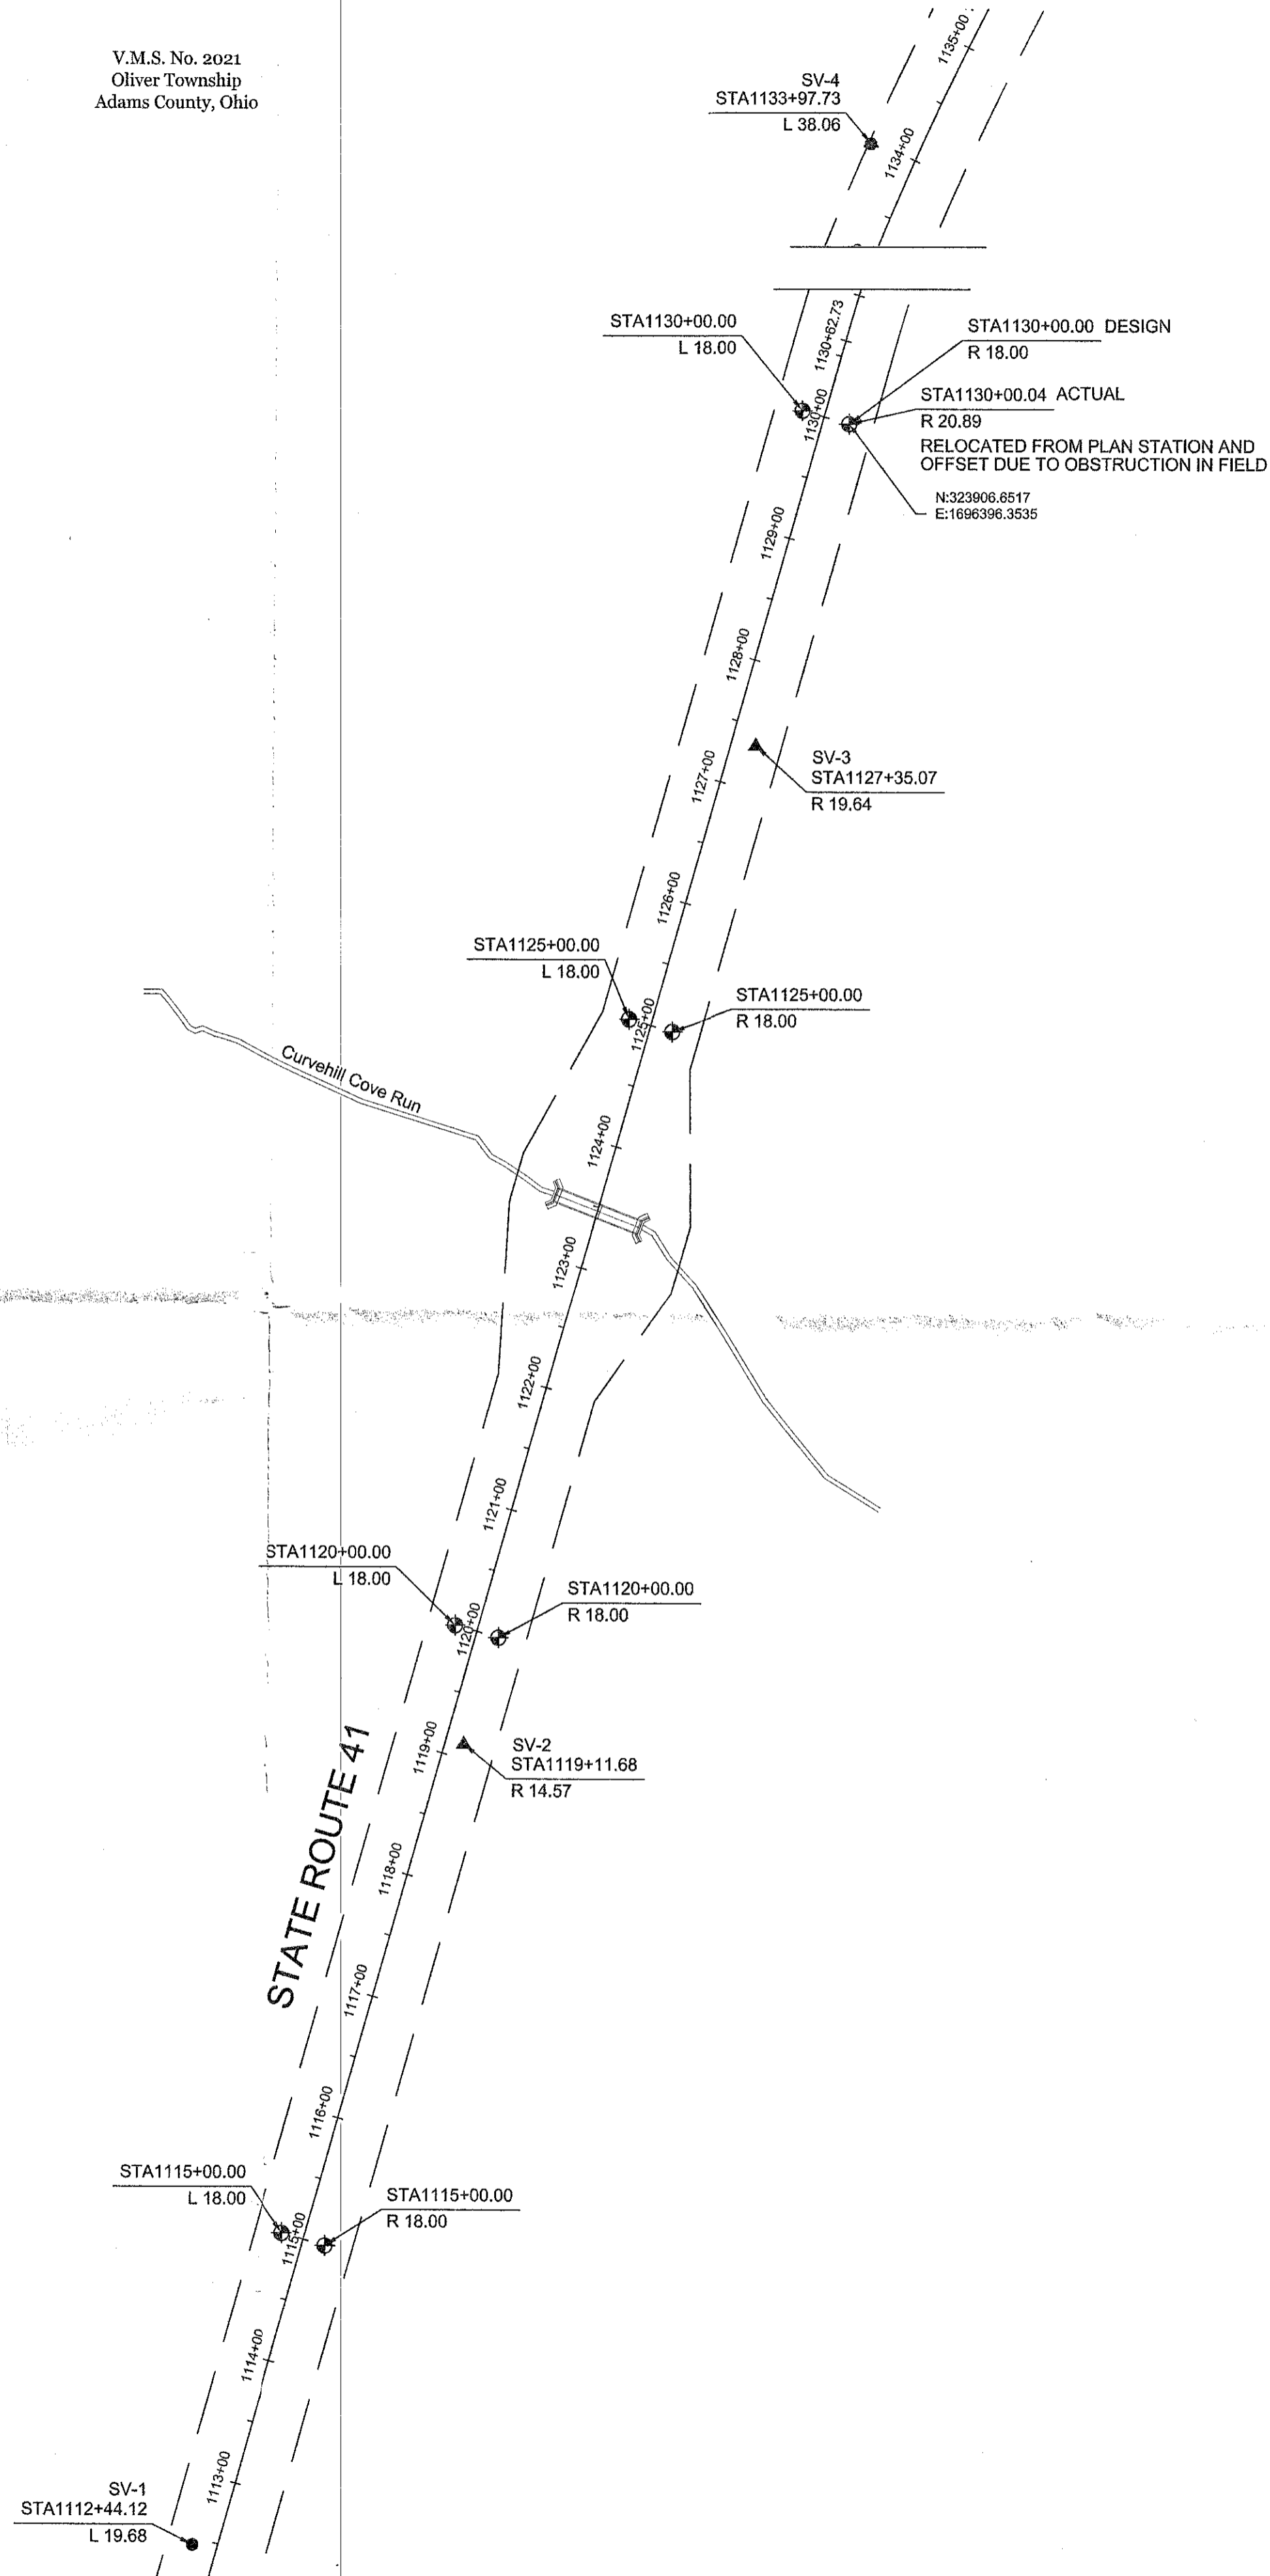 V.M.S. No. 2021
Oliver Township
Adams County, Ohio
1135+00
SV-4
STA1133+97.73
L 38.06
1134+00
1130+62.73
STA1130+00.00
L 18.00
STA1130+00.00 DESIGN
R 18.00
1130+00
STA1130+00.04 ACTUAL
R 20.89
RELOCATED FROM PLAN STATION AND
OFFSET DUE TO OBSTRUCTION IN FIELD
N:323906.6517
E:1696396.3535
1129+00
1128+00
SV-3
STA1127+35.07
R 19.64
1127+00
1126+00
STA1125+00.00
L 18.00
STA1125+00.00
R 18.00
1125+00
Curvehill Cove Run
1124+00
1123+00
1122+00
1121+00
STA1120+00.00
L 18.00
STA1120+00.00
R 18.00
1120+00
STATE ROUTE 41
1119+00
SV-2
STA1119+11.68
R 14.57
1118+00
1117+00
1116+00
STA1115+00.00
L 18.00
STA1115+00.00
R 18.00
1115+00
1114+00
1113+00
SV-1
STA1112+44.12
L 19.68